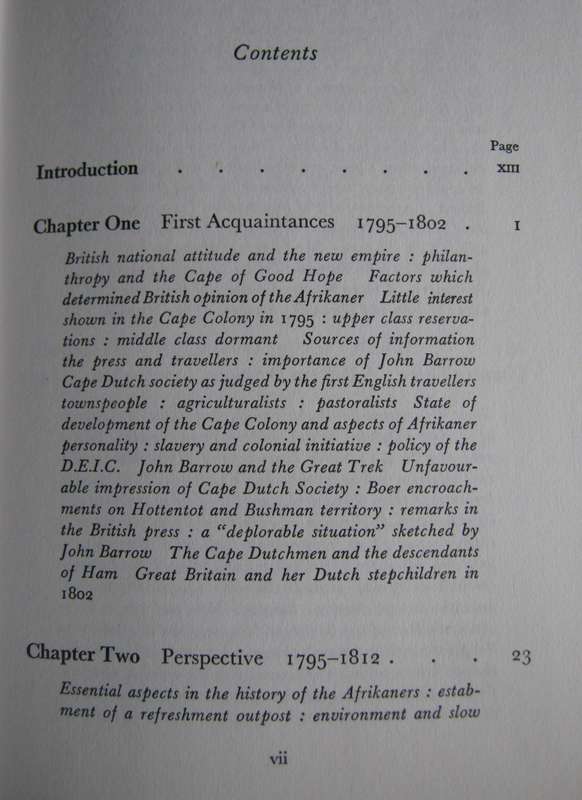 Contents
Page
Introduction . . . . . . . . XIII
Chapter One First Acquaintances 1795–1802 . 1
British national attitude and the new empire : philan-
thropy and the Cape of Good Hope Factors which
determined British opinion of the Afrikaner Little interest
shown in the Cape Colony in 1795 : upper class reserva-
tions : middle class dormant Sources of information
the press and travellers : importance of John Barrow
Cape Dutch society as judged by the first English travellers
townspeople : agriculturalists : pastoralists State of
development of the Cape Colony and aspects of Afrikaner
personality : slavery and colonial initiative : policy of the
D.E.I.C. John Barrow and the Great Trek Unfavour-
able impression of Cape Dutch Society : Boer encroach-
ments on Hottentot and Bushman territory : remarks in
the British press : a “deplorable situation” sketched by
John Barrow The Cape Dutchmen and the descendants
of Ham Great Britain and her Dutch stepchildren in
1802
Chapter Two Perspective 1795–1812 . . . 23
Essential aspects in the history of the Afrikaners : estab-
ment of a refreshment outpost : environment and slow
vii